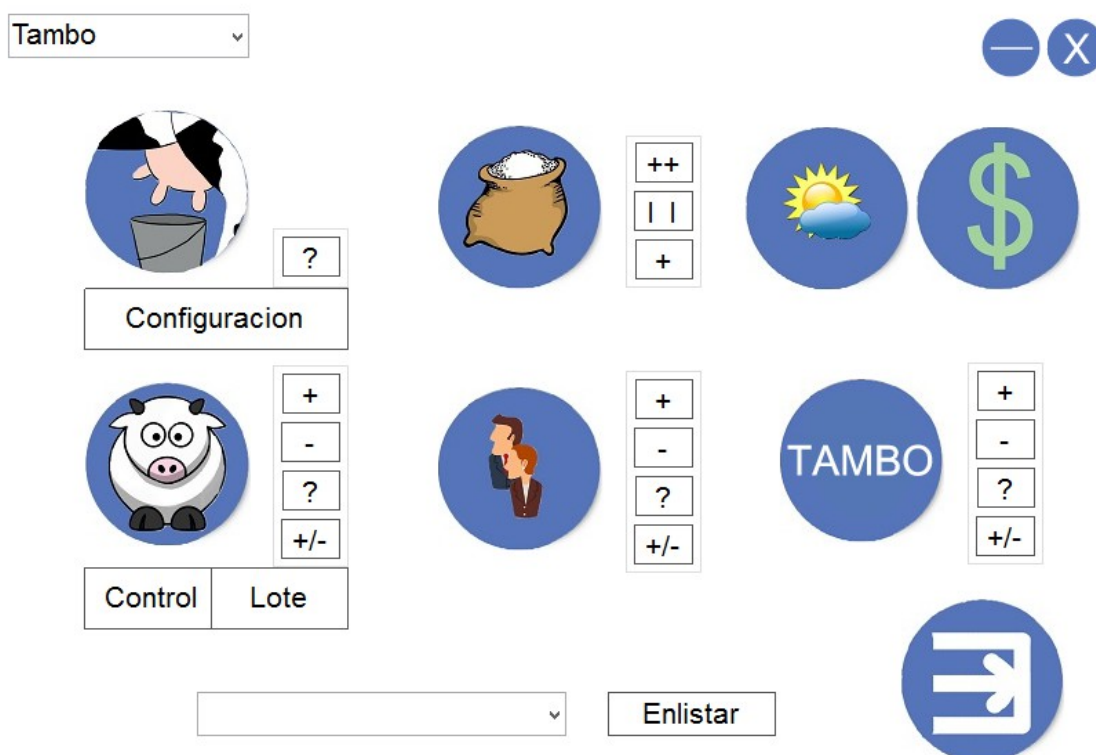 Tambo
X
++
| |
+
?
Configuracion
$
+
-
?
+/-
+
-
?
+/-
TAMBO
+
-
?
+/-
Control
Lote
Enlistar